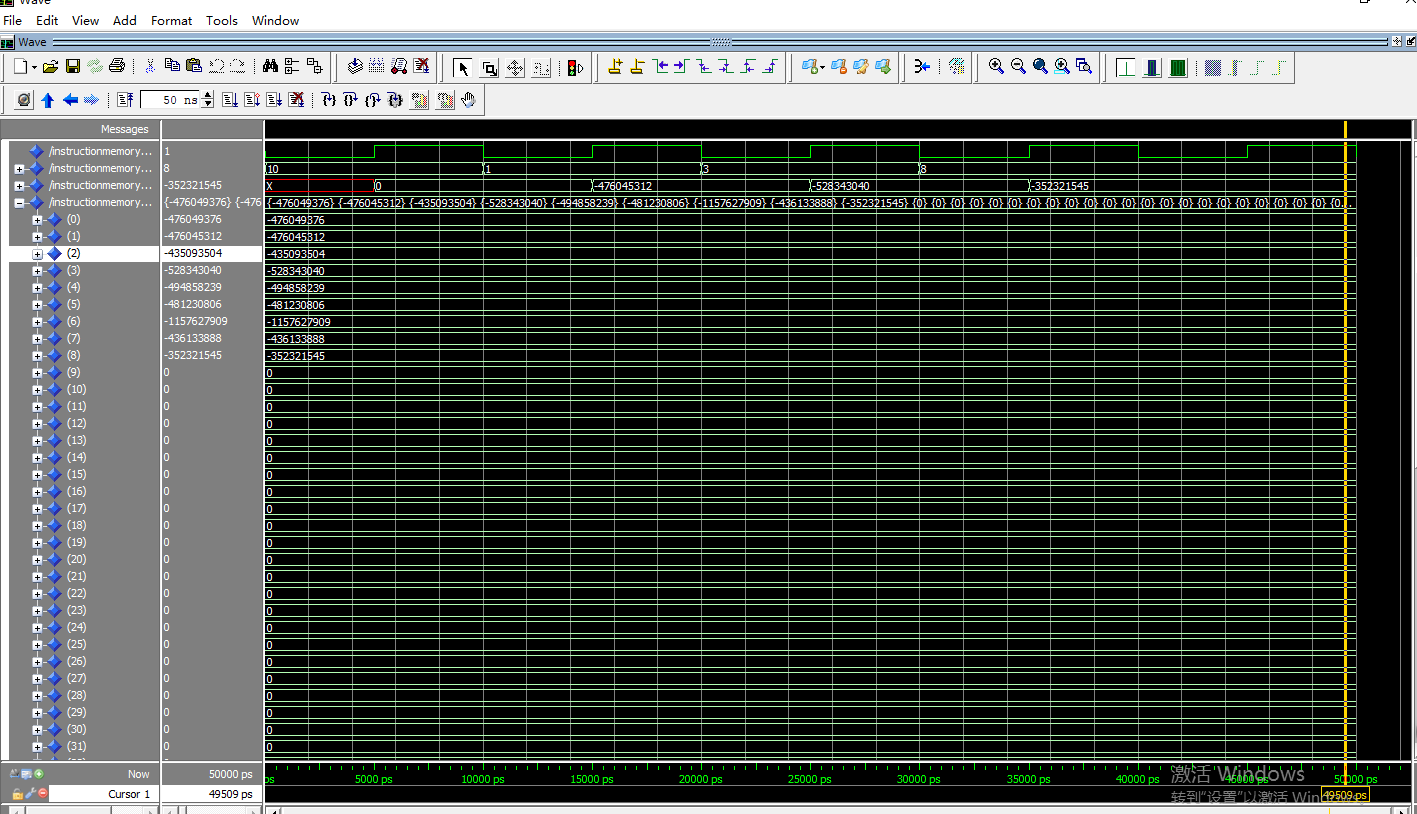 Wave
File Edit View Add Format Tools Window
Wave
50 ns
Messages
/instructionmemory... 1
/instructionmemory... 8 10 1 3 8
/instructionmemory... -352321545 X 0 -476045312 -528343040 -352321545
/instructionmemory... {-476049376} {-476 {-476049376} {-476045312} {-435093504} {-528343040} {-494858239} {-481230806} {-1157627909} {-436133888} {-352321545} {0} {0} {0} {0} {0} {0} {0} {0} {0} {0} {0} {0} {0} {0} {0} {0} {0...
(0) -476049376 -476049376
(1) -476045312 -476045312
(2) -435093504 -435093504
(3) -528343040 -528343040
(4) -494858239 -494858239
(5) -481230806 -481230806
(6) -1157627909 -1157627909
(7) -436133888 -436133888
(8) -352321545 -352321545
(9) 0 0
(10) 0 0
(11) 0 0
(12) 0 0
(13) 0 0
(14) 0 0
(15) 0 0
(16) 0 0
(17) 0 0
(18) 0 0
(19) 0 0
(20) 0 0
(21) 0 0
(22) 0 0
(23) 0 0
(24) 0 0
(25) 0 0
(26) 0 0
(27) 0 0
(28) 0 0
(29) 0 0
(30) 0 0
(31) 0 0
Now 50000 ps ps 5000 ps 10000 ps 15000 ps 20000 ps 25000 ps 30000 ps 35000 ps 40000 ps 45000 ps 50000 ps
激活 Windows
Cursor 1 49509 ps 49509 ps
转到"设置"以激活 Windows